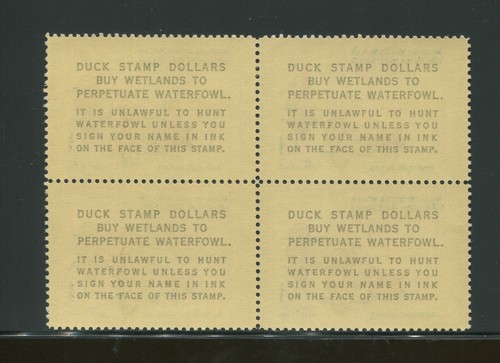 DUCK STAMP DOLLARS
BUY WETLANDS TO
PERPETUATE WATERFOWL.
IT IS UNLAWFUL TO HUNT
WATERFOWL UNLESS YOU
SIGN YOUR NAME IN INK
ON THE FACE OF THIS STAMP.
DUCK STAMP DOLLARS
BUY WETLANDS TO
PERPETUATE WATERFOWL.
IT IS UNLAWFUL TO HUNT
WATERFOWL UNLESS YOU
SIGN YOUR NAME IN INK
ON THE FACE OF THIS STAMP.
DUCK STAMP DOLLARS
BUY WETLANDS TO
PERPETUATE WATERFOWL.
IT IS UNLAWFUL TO HUNT
WATERFOWL UNLESS YOU
SIGN YOUR NAME IN INK
ON THE FACE OF THIS STAMP.
DUCK STAMP DOLLARS
BUY WETLANDS TO
PERPETUATE WATERFOWL.
IT IS UNLAWFUL TO HUNT
WATERFOWL UNLESS YOU
SIGN YOUR NAME IN INK
ON THE FACE OF THIS STAMP.